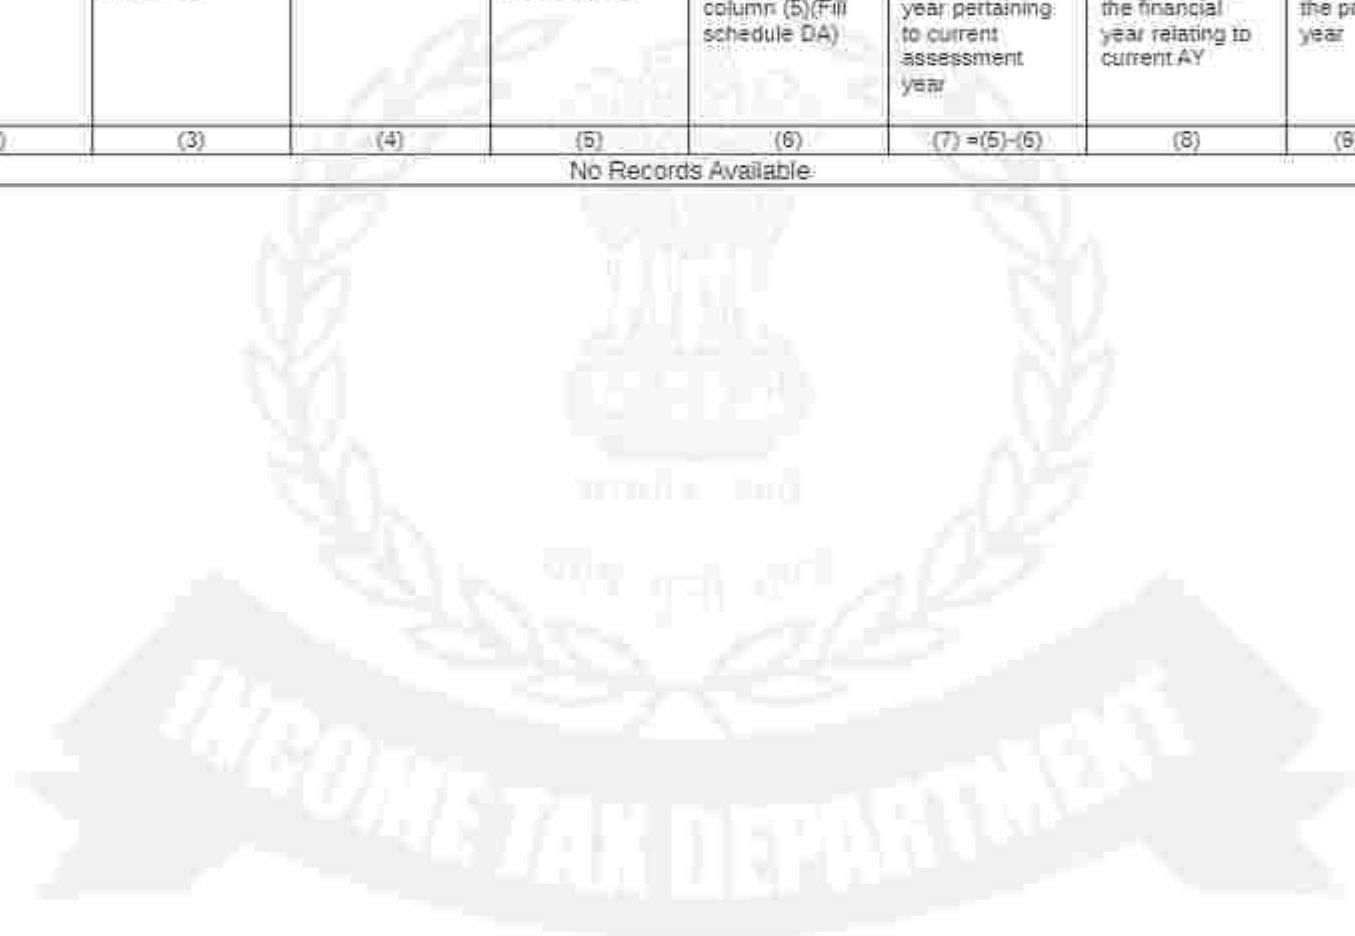 column (5)(Fill
schedule DA)
year pertaining
to current
assessment
year
the financial
year relating to
current AY
year
(3) (4) (5) (6) (7) =(5)-(6) (8)
No Records Available
INCOME TAX DEPARTMENT